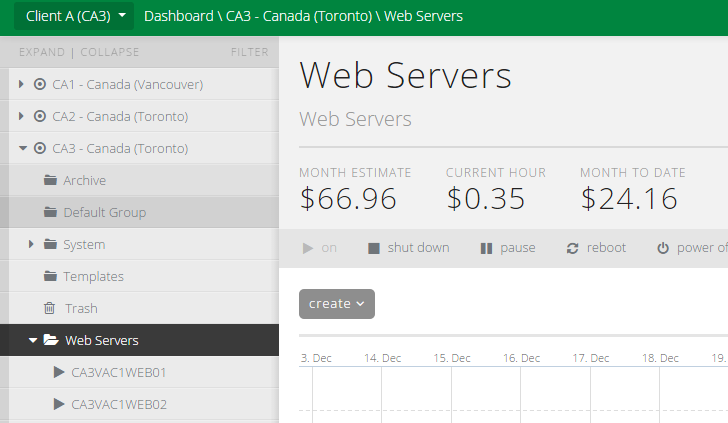 Client A (CA3) Dashboard \ CA3 - Canada (Toronto) \ Web Servers
EXPAND | COLLAPSE FILTER
CA1 - Canada (Vancouver)
CA2 - Canada (Toronto)
CA3 - Canada (Toronto)
Archive
Default Group
System
Templates
Trash
Web Servers
CA3VAC1WEB01
CA3VAC1WEB02
Web Servers
Web Servers
MONTH ESTIMATE CURRENT HOUR MONTH TO DATE
$66.96 $0.35 $24.16
on shut down pause reboot power of
create
3. Dec 14. Dec 15. Dec 16. Dec 17. Dec 18. Dec 19.